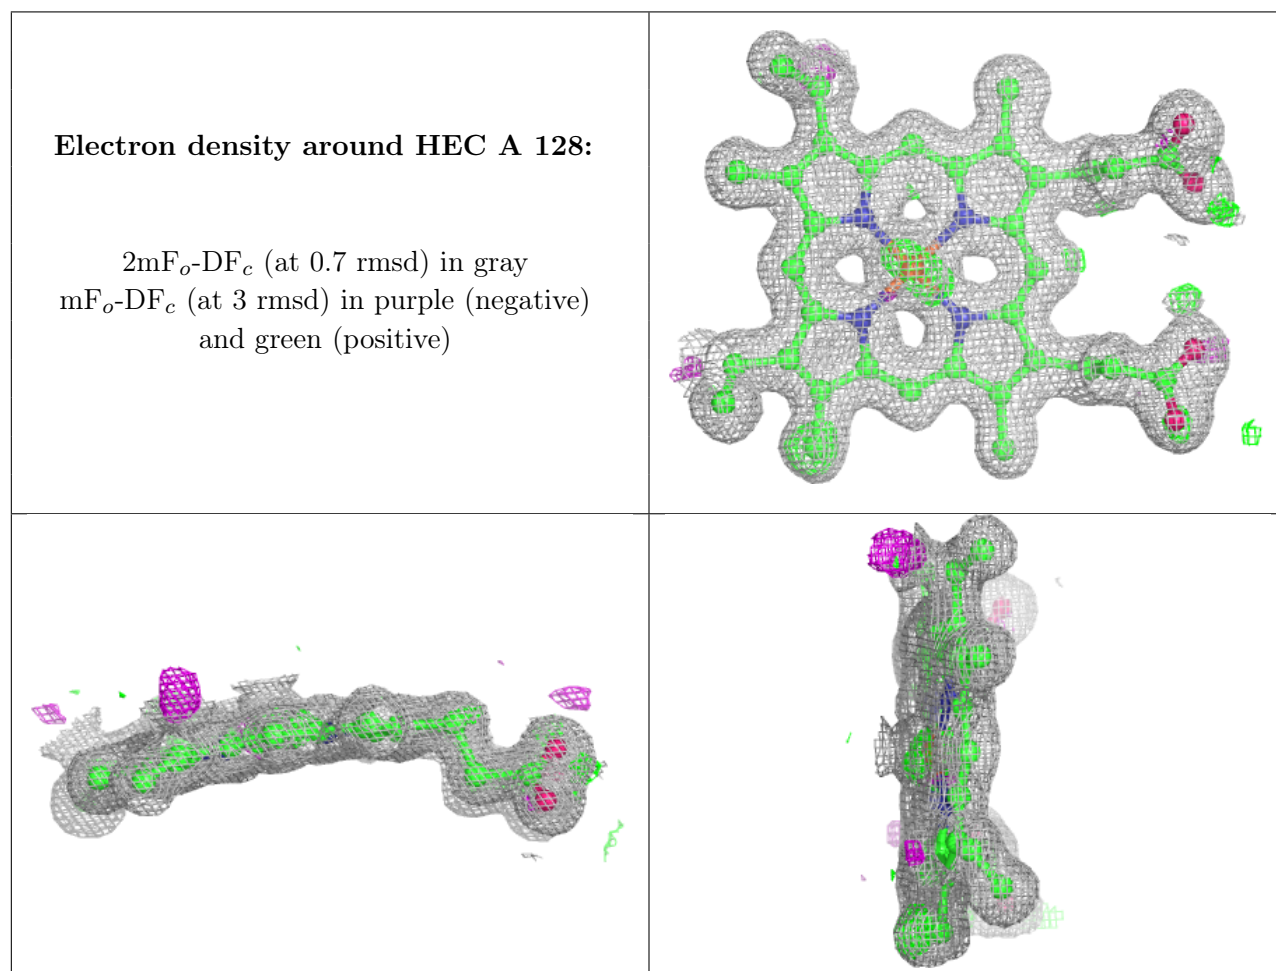 Electron density around HEC A 128:
2mFo-DFc (at 0.7 rmsd) in gray
mFo-DFc (at 3 rmsd) in purple (negative)
and green (positive)